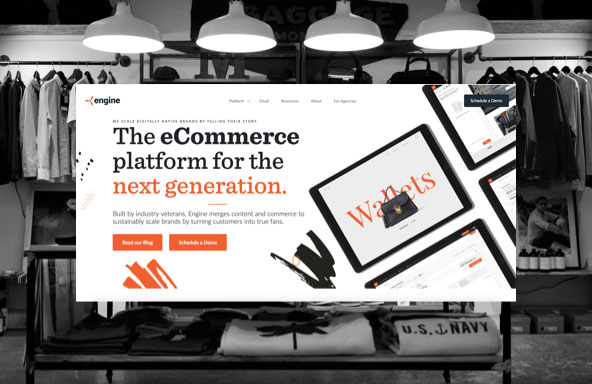 BAGGAGE
engine
Platform Email Resources About For Agencies
Schedule a Demo
WE SCALE DIGITALLY NATIVE BRANDS BY TELLING THEIR STORY
The eCommerce
platform for the
next generation.
Built by industry veterans, Engine merges content and commerce to
sustainably scale brands by turning customers into true fans.
Read our Blog Schedule a Demo
Wallets
U.S. NAVY